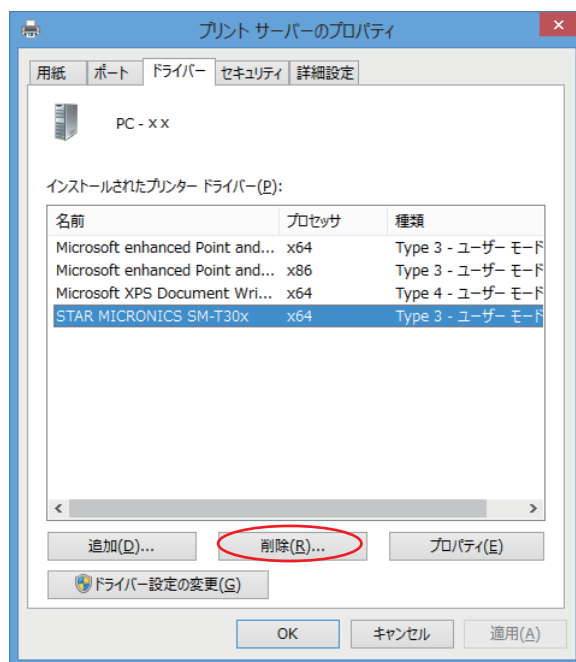 プリント サーバーのプロパティ
用紙 ポート ドライバー セキュリティ 詳細設定
PC - x x
インストールされたプリンター ドライバー(P):
名前 プロセッサ 種類
Microsoft enhanced Point and... x64 Type 3 - ユーザー モード
Microsoft enhanced Point and... x86 Type 3 - ユーザー モード
Microsoft XPS Document Wri... x64 Type 4 - ユーザー モード
STAR MICRONICS SM-T30x x64 Type 3 - ユーザー モード
追加(D)... 削除(R)... プロパティ(E)
ドライバー設定の変更(G)
OK キャンセル 適用(A)